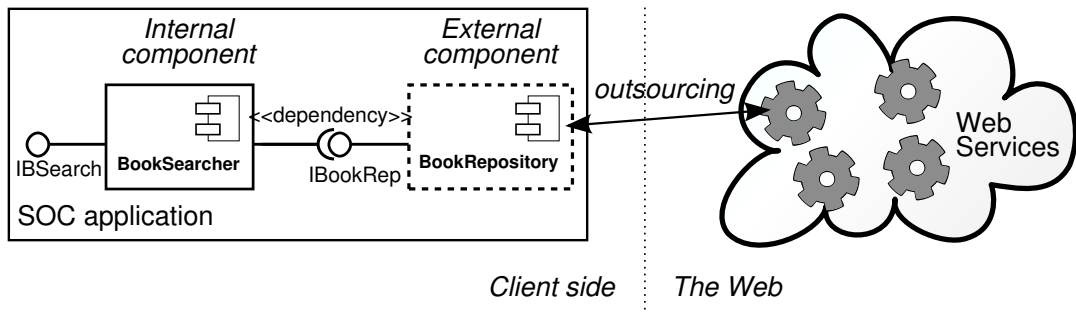 Internal
component
External
component
<<dependency>>
outsourcing
BookSearcher
BookRepository
IBSearch
IBookRep
SOC application
Web
Services
Client side
The Web